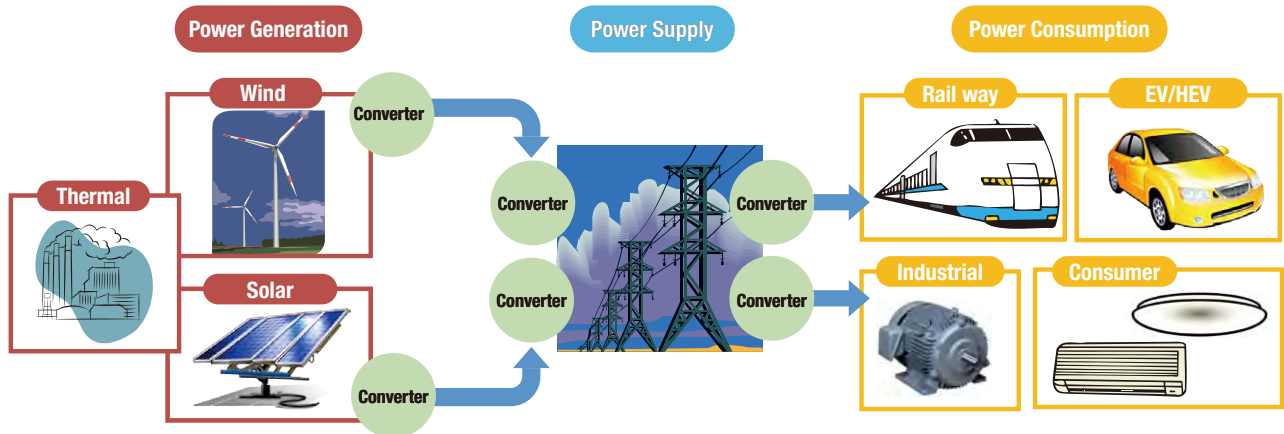 Power Generation
Power Supply
Power Consumption
Wind
Converter
Thermal
Solar
Converter
Converter
Converter
Converter
Converter
Rail way
EV/HEV
Industrial
Consumer